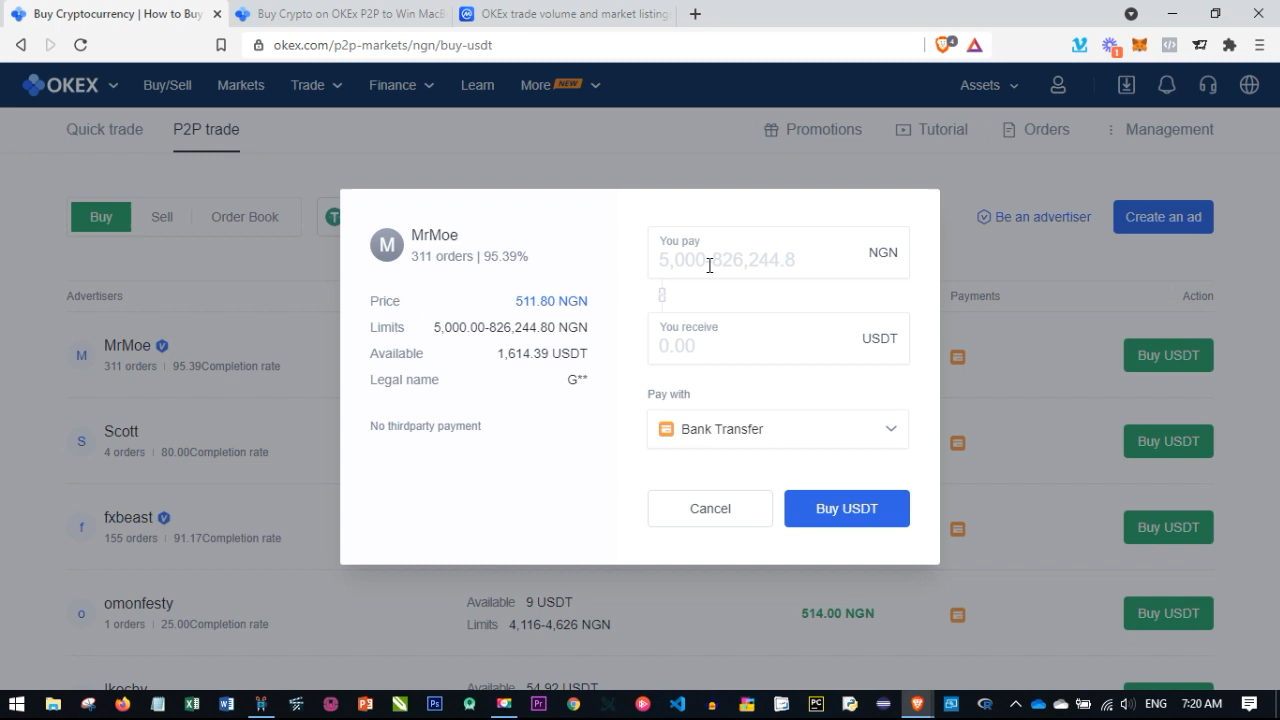 Buy Cryptocurrency | How to Buy
Buy Crypto on OKEx P2P to Win MacB
OKEx trade volume and market listing
okex.com/p2p-markets/ngn/buy-usdt
4
1
OKEX
Buy/Sell
Markets
Trade
Finance
Learn
More NEW
Assets
Quick trade
P2P trade
Promotions
Tutorial
Orders
Management
Buy
Sell
Order Book
T
Be an advertiser
Create an ad
Advertisers
Payments
Action
M
MrMoe
311 orders | 95.39Completion rate
Buy USDT
S
Scott
4 orders | 80.00Completion rate
Buy USDT
f
fxbeast
155 orders | 91.17Completion rate
Buy USDT
o
omonfesty
1 orders | 25.00Completion rate
Available 9 USDT
Limits 4,116-4,626 NGN
514.00 NGN
Buy USDT
Ikechy
Available 54.92 USDT
M
MrMoe
311 orders | 95.39%
Price 511.80 NGN
Limits 5,000.00-826,244.80 NGN
Available 1,614.39 USDT
Legal name G**
No thirdparty payment
You pay
5,000-826,244.8
NGN
You receive
0.00
USDT
Pay with
Bank Transfer
Cancel
Buy USDT
ENG
7:20 AM